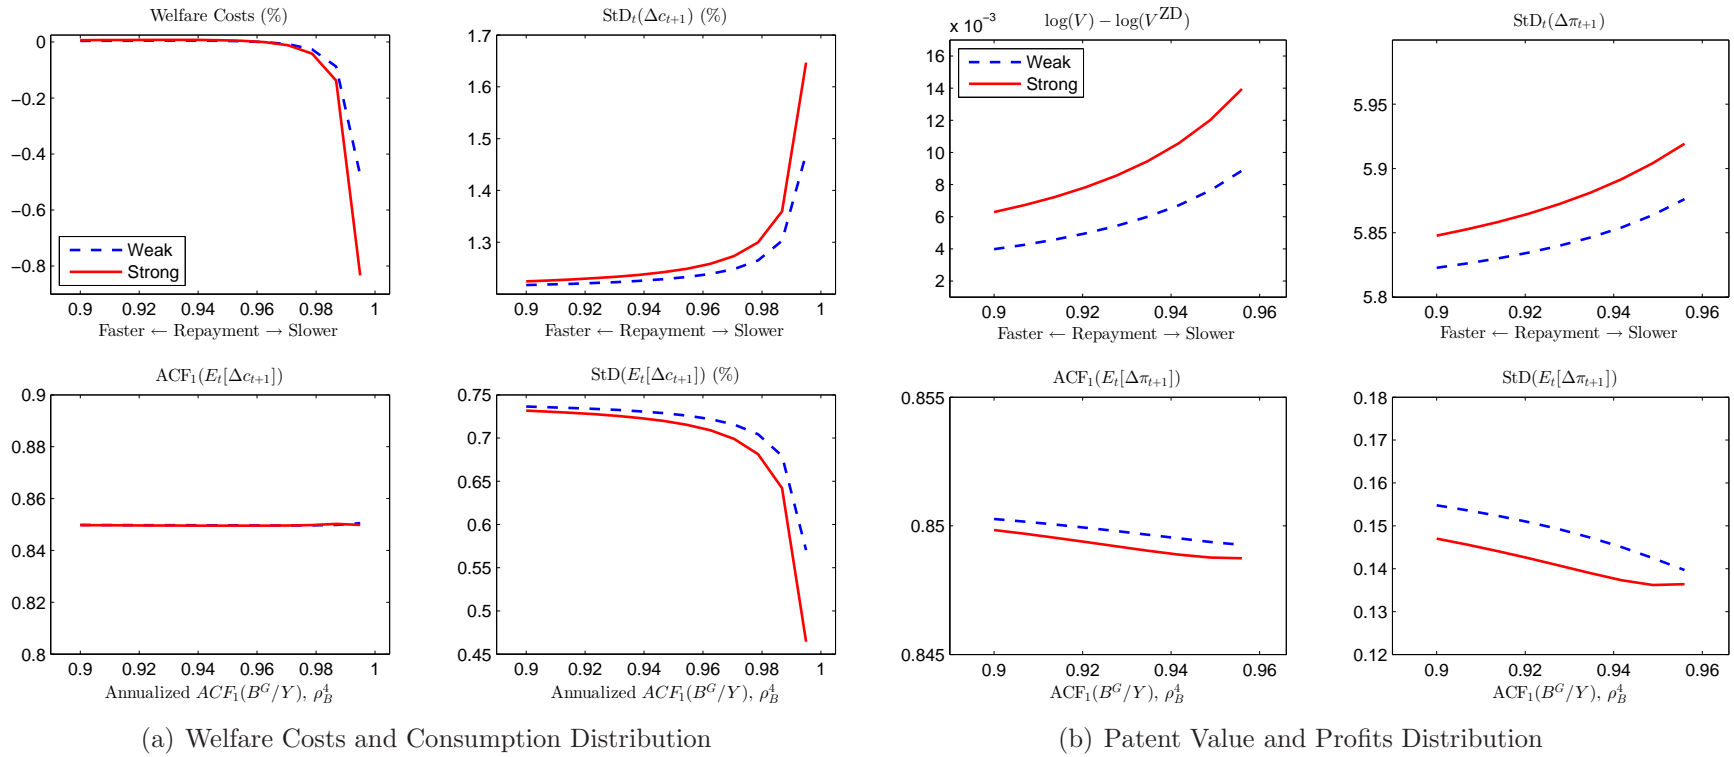 Welfare Costs (%)
0
−0.2
−0.4
−0.6
−0.8
Weak
Strong
0.9 0.92 0.94 0.96 0.98 1
Faster ← Repayment → Slower
StD_t(Δc_{t+1}) (%)
1.7
1.6
1.5
1.4
1.3
0.9 0.92 0.94 0.96 0.98 1
Faster ← Repayment → Slower
log(V) − log(V^{ZD})
x 10^{−3}
16
14
12
10
8
6
4
2
Weak
Strong
0.9 0.92 0.94 0.96
Faster ← Repayment → Slower
StD_t(Δπ_{t+1})
5.95
5.9
5.85
5.8
0.9 0.92 0.94 0.96
Faster ← Repayment → Slower
ACF_1(E_t[Δc_{t+1}])
0.9
0.88
0.86
0.84
0.82
0.8
0.9 0.92 0.94 0.96 0.98 1
Annualized ACF_1(B^G/Y), ρ_B^4
StD(E_t[Δc_{t+1}]) (%)
0.75
0.7
0.65
0.6
0.55
0.5
0.45
0.9 0.92 0.94 0.96 0.98 1
Annualized ACF_1(B^G/Y), ρ_B^4
ACF_1(E_t[Δπ_{t+1}])
0.855
0.85
0.845
0.9 0.92 0.94 0.96
ACF_1(B^G/Y), ρ_B^4
StD(E_t[Δπ_{t+1}])
0.18
0.17
0.16
0.15
0.14
0.13
0.12
0.9 0.92 0.94 0.96
ACF_1(B^G/Y), ρ_B^4
(a) Welfare Costs and Consumption Distribution
(b) Patent Value and Profits Distribution